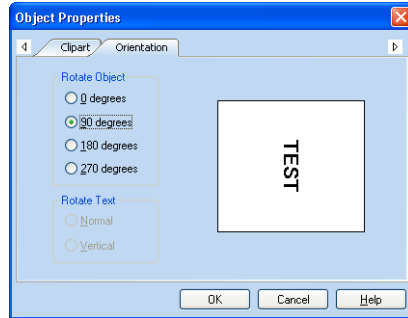 Object Properties
Clipart Orientation
Rotate Object
0 degrees
90 degrees
180 degrees
270 degrees
Rotate Text
Normal
Vertical
TEST
OK Cancel Help